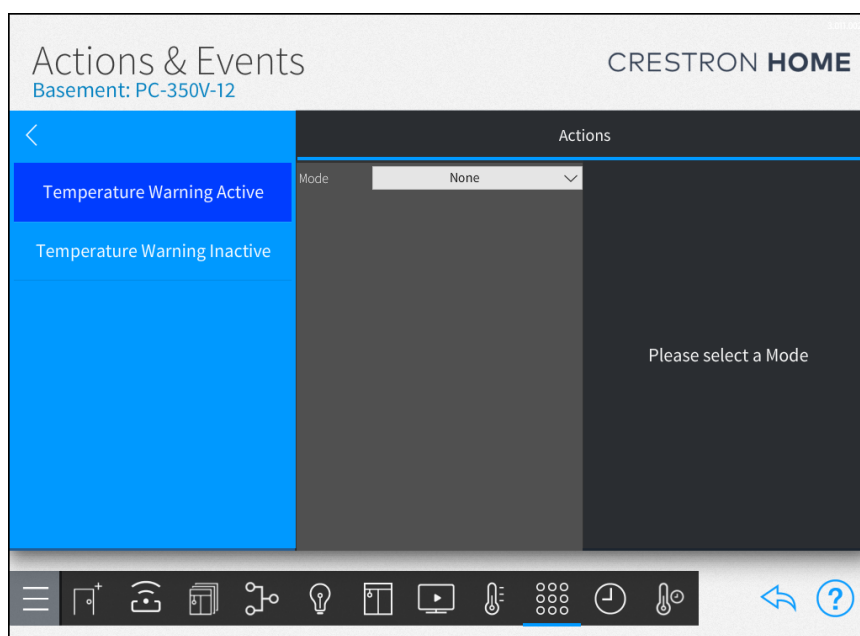 Actions & Events
CRESTRON HOME
Basement: PC-350V-12
Actions
Temperature Warning Active
Mode
None
Temperature Warning Inactive
Please select a Mode
?